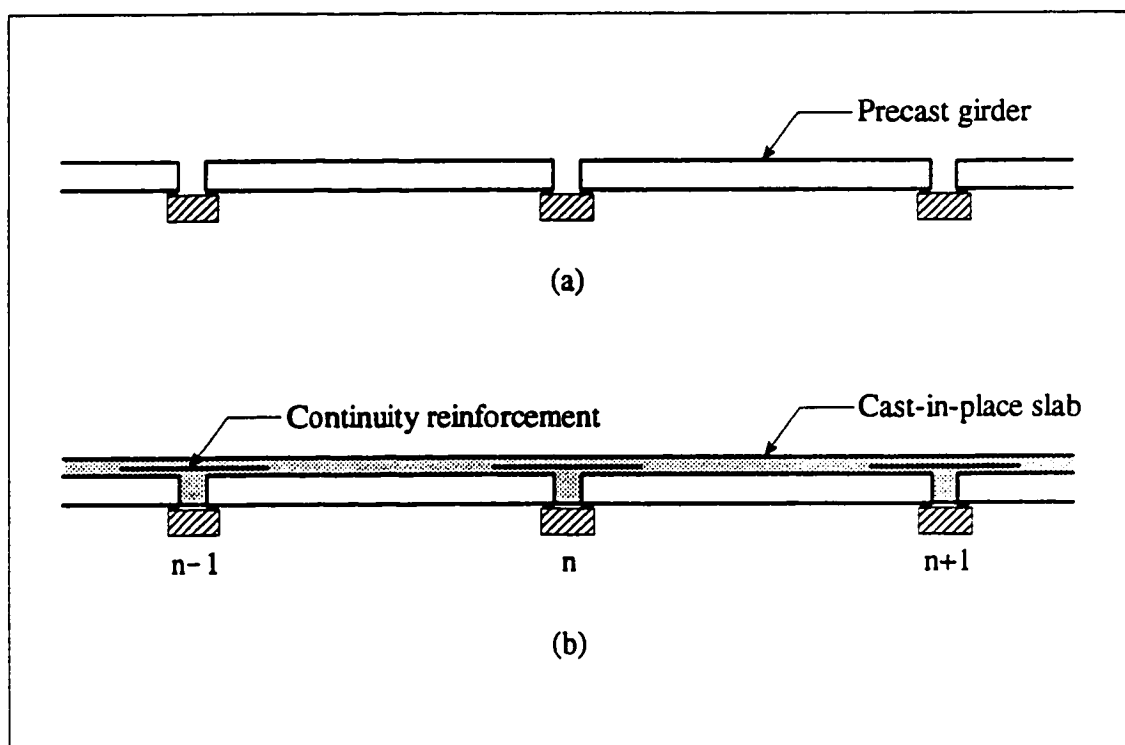 Precast girder
(a)
Continuity reinforcement
Cast-in-place slab
n-1
n
n+1
(b)